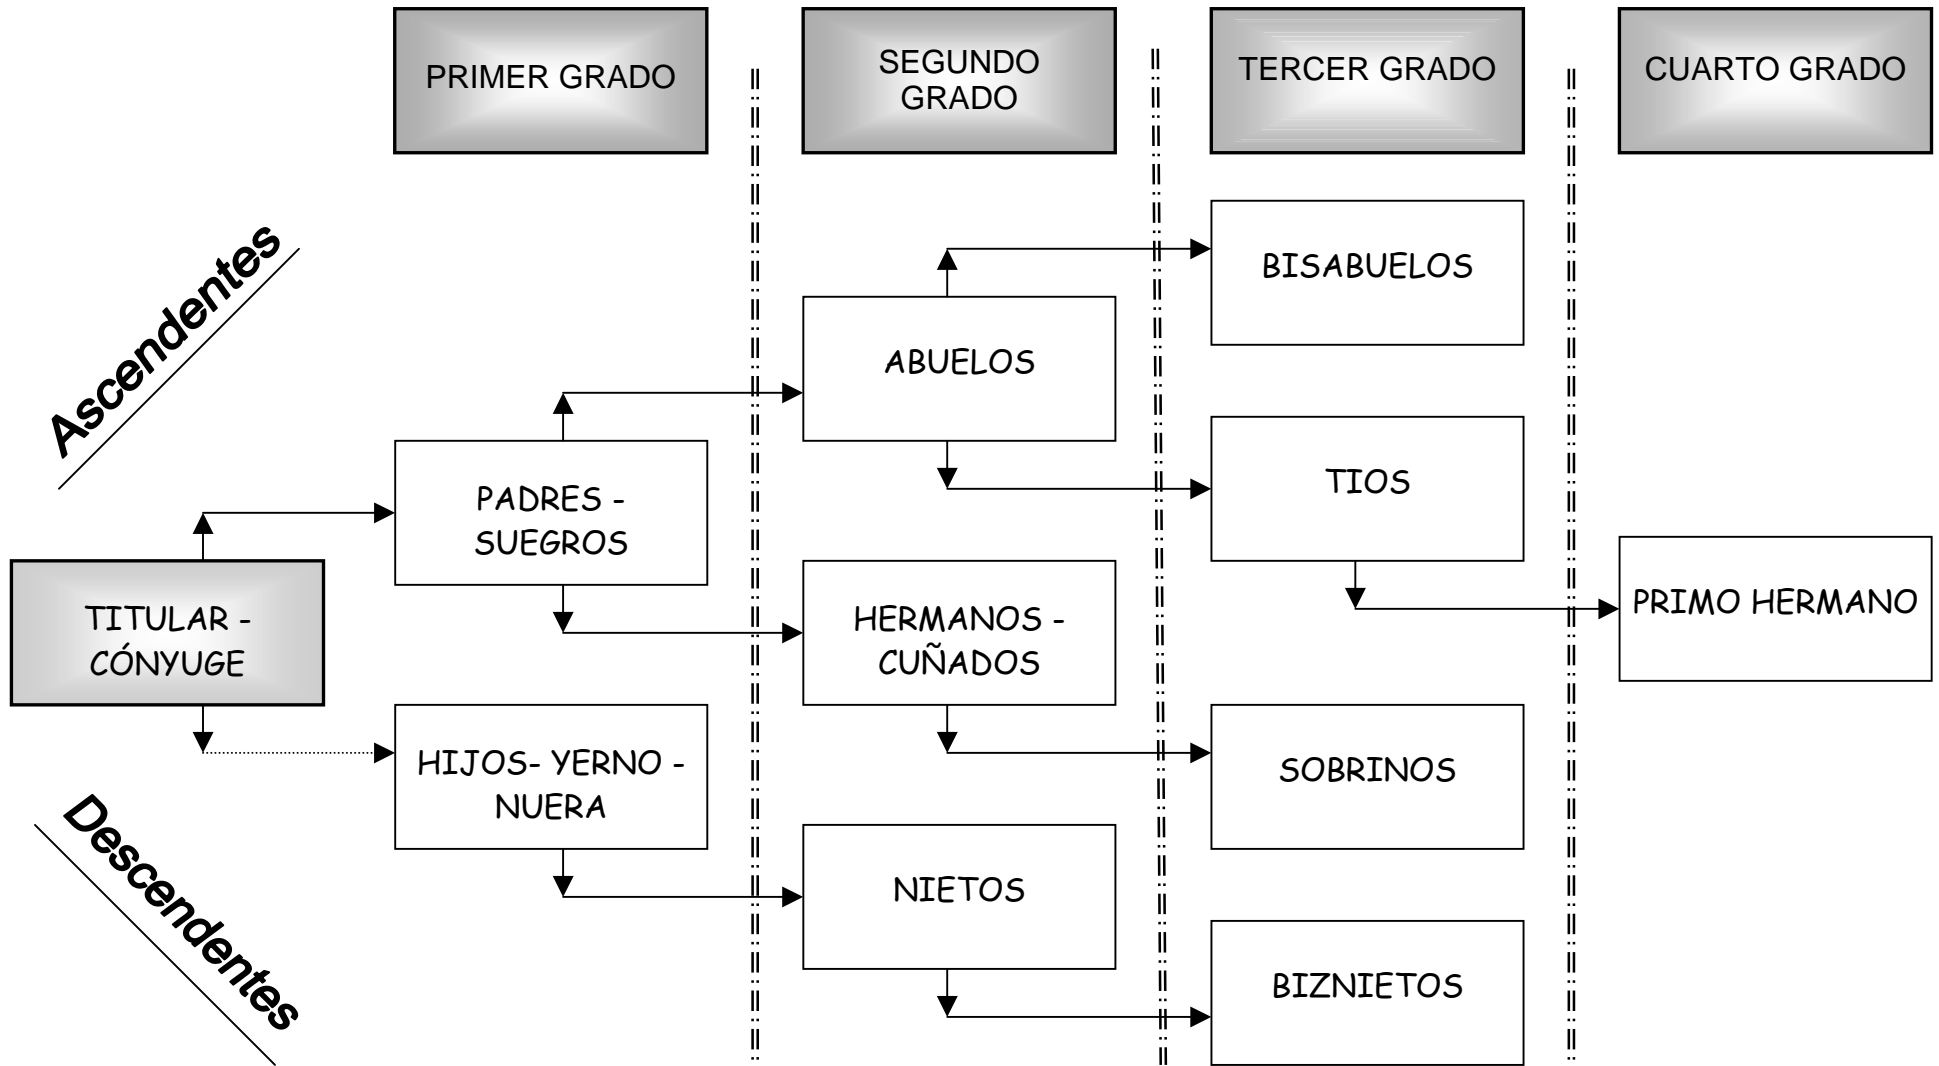 PRIMER GRADO
SEGUNDO
GRADO
TERCER GRADO
CUARTO GRADO
Ascendentes
BISABUELOS
ABUELOS
TIOS
PADRES -
SUEGROS
PRIMO HERMANO
TITULAR -
CÓNYUGE
HERMANOS -
CUÑADOS
HIJOS- YERNO -
NUERA
SOBRINOS
NIETOS
BIZNIETOS
Descendentes